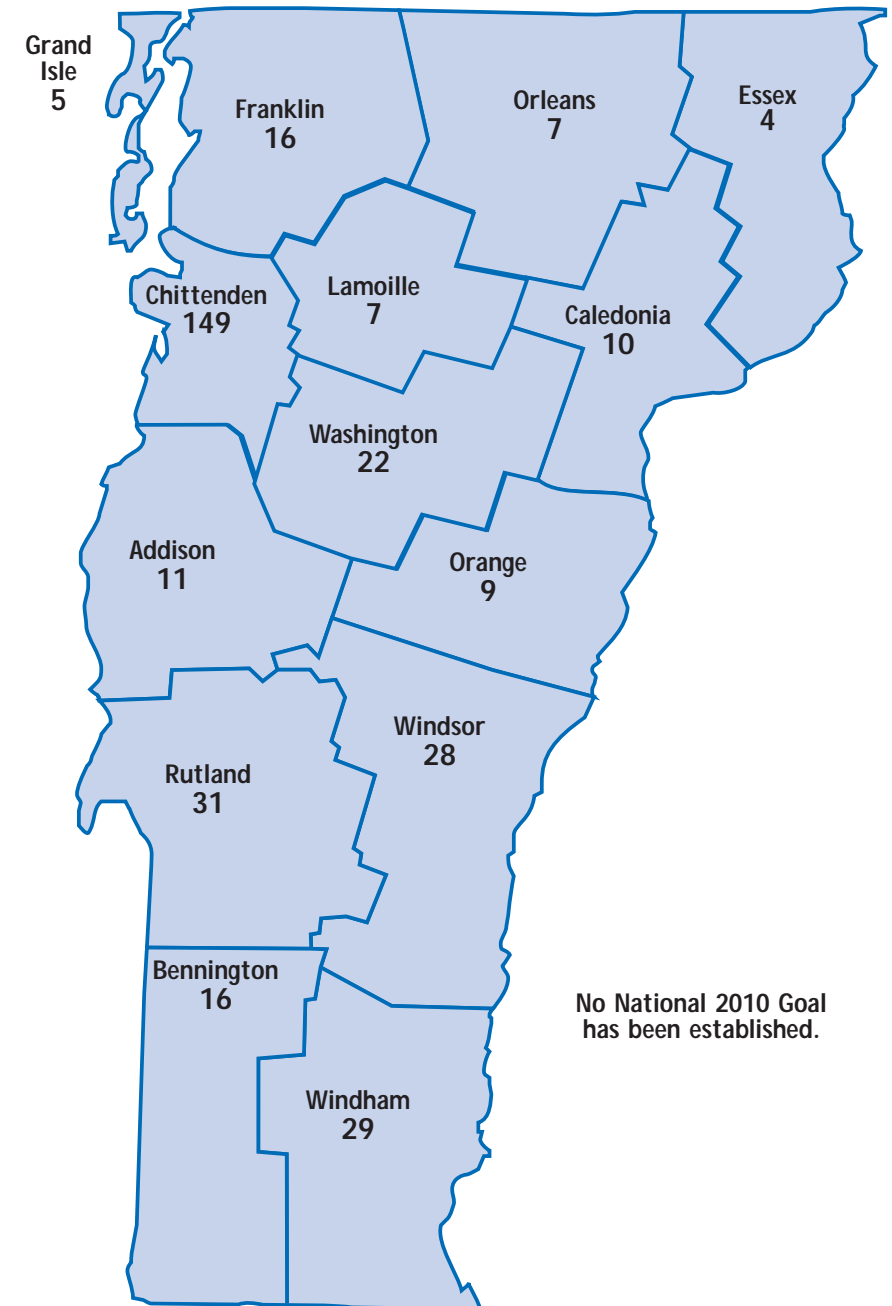 Grand
Isle
5
Franklin
16
Orleans
7
Essex
4
Chittenden
149
Lamoille
7
Caledonia
10
Washington
22
Addison
11
Orange
9
Windsor
28
Rutland
31
Bennington
16
No National 2010 Goal
has been established.
Windham
29